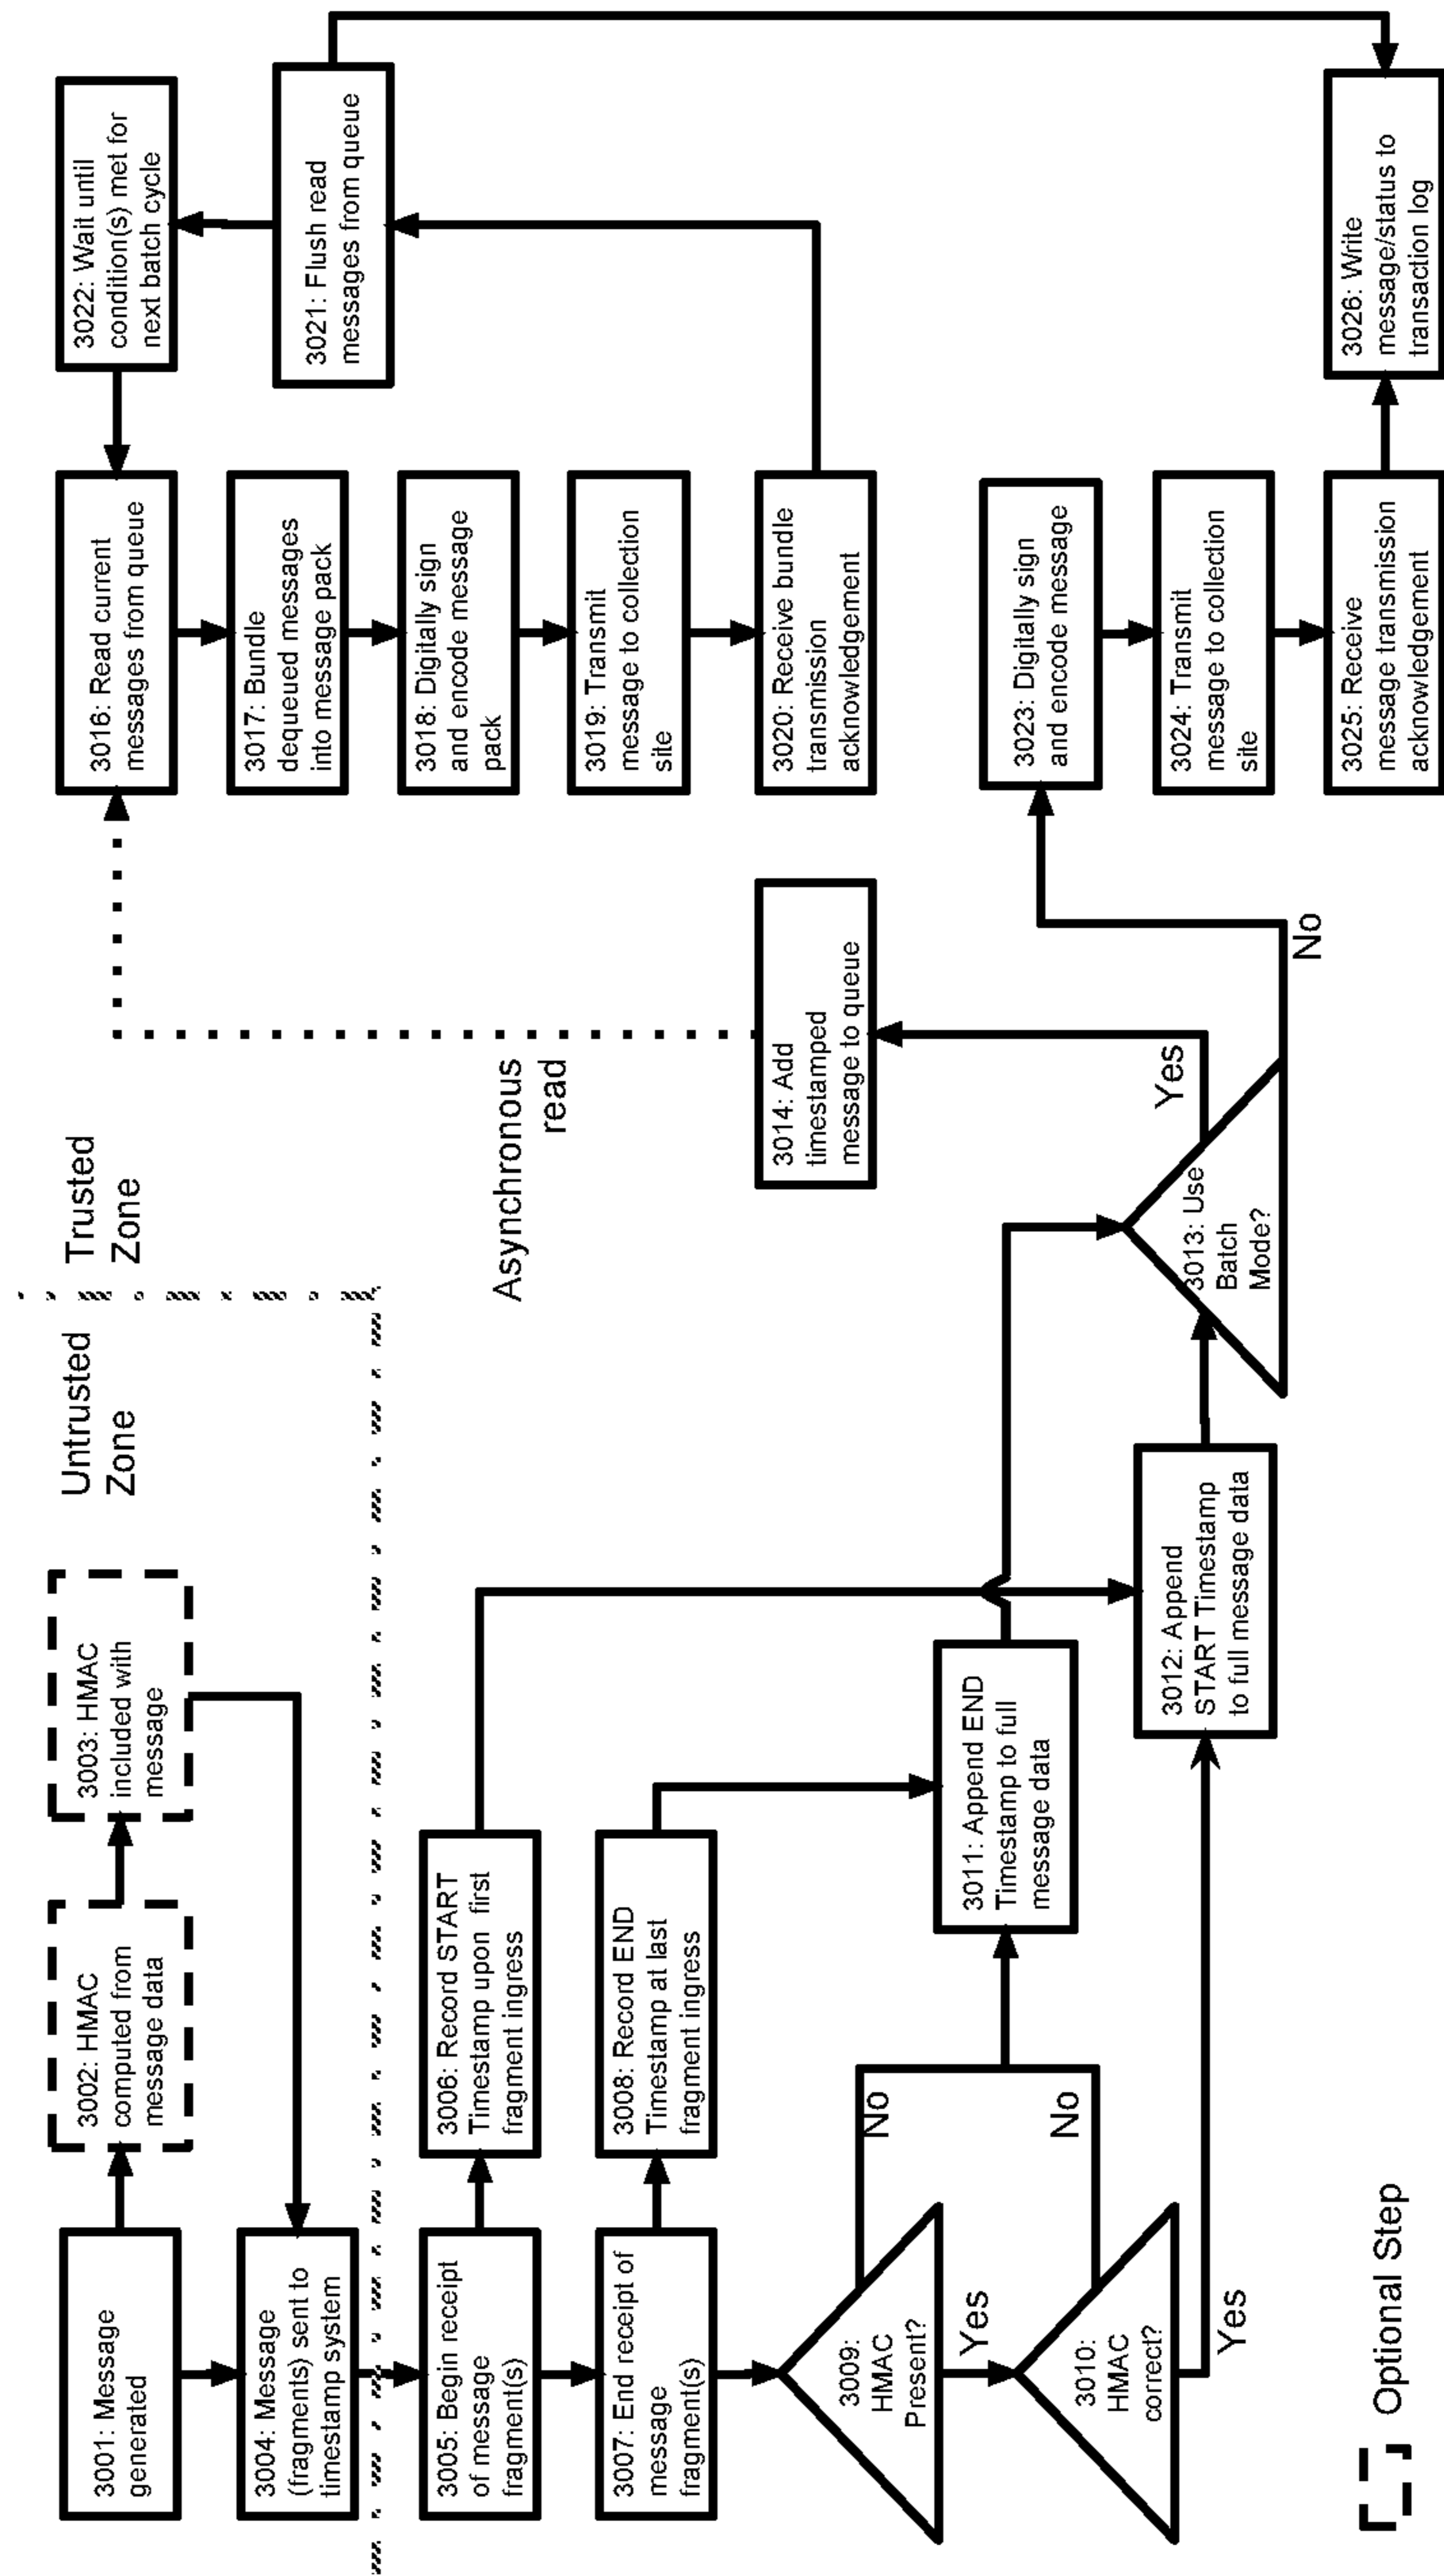 3001: Message
generated
3002: HMAC
computed from
message data
3003: HMAC
included with
message
Untrusted
Zone
Trusted
Zone
3004: Message
(fragments) sent to
timestamp system
3005: Begin receipt
of message
fragment(s)
3006: Record START
Timestamp upon first
fragment ingress
3007: End receipt of
message
fragment(s)
3008: Record END
Timestamp at last
fragment ingress
3009:
HMAC
Present?
No
Yes
3010:
HMAC
correct?
No
Yes
3011: Append END
Timestamp to full
message data
3012: Append
START Timestamp
to full message data
3013: Use
Batch
Mode?
Yes
No
3014: Add
timestamped
message to queue
Asynchronous
read
3016: Read current
messages from queue
3017: Bundle
dequeued messages
into message pack
3018: Digitally sign
and encode message
pack
3019: Transmit
message to collection
site
3020: Receive bundle
transmission
acknowledgement
3021: Flush read
messages from queue
3022: Wait until
condition(s) met for
next batch cycle
3023: Digitally sign
and encode message
3024: Transmit
message to collection
site
3025: Receive
message transmission
acknowledgement
3026: Write
message/status to
transaction log
Optional Step